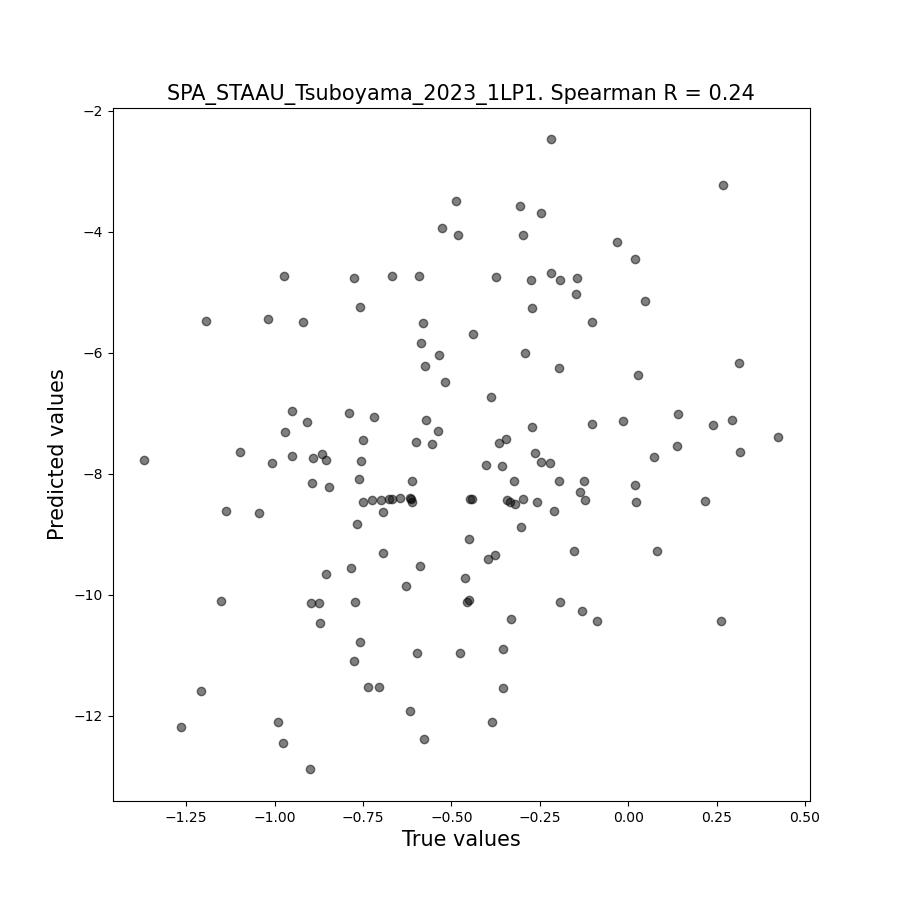 SPA_STAAU_Tsuboyama_2023_1LP1. Spearman R = 0.24
−2
−4
−6
−8
−10
−12
Predicted values
−1.25 −1.00 −0.75 −0.50 −0.25 0.00 0.25 0.50
True values